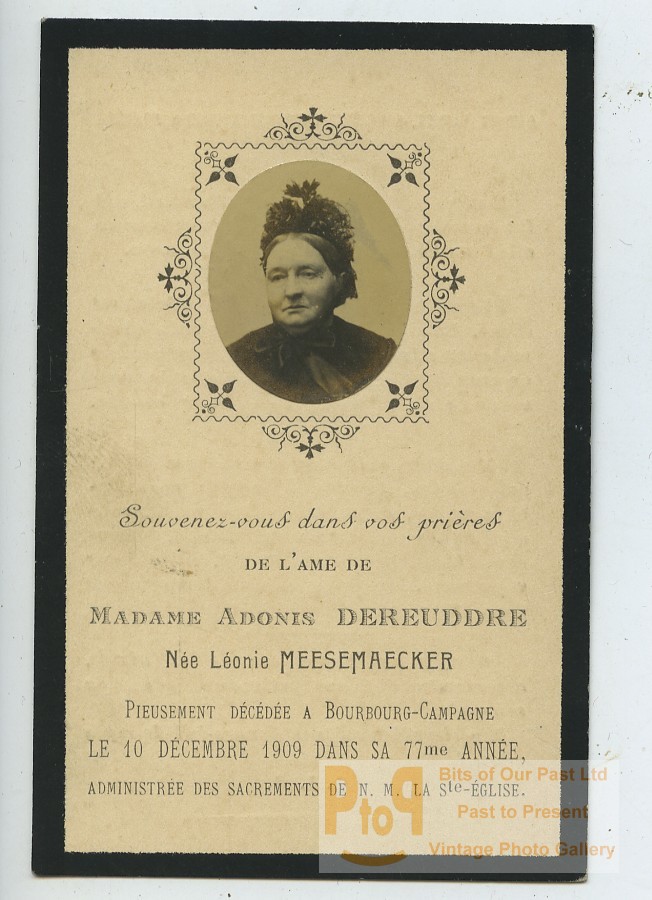 Souvenez-vous dans vos prières
DE L'AME DE
MADAME ADONIS DEREUDDRE
Née Léonie MEESEMAECKER
PIEUSEMENT DÉCÉDÉE A BOURBOURG-CAMPAGNE
LE 10 DÉCEMBRE 1909 DANS SA 77me ANNÉE,
ADMINISTRÉE DES SACREMENTS DE N. M. LA Ste-ÉGLISE.
PtoP
Bits of Our Past Ltd
Past to Present
Vintage Photo Gallery